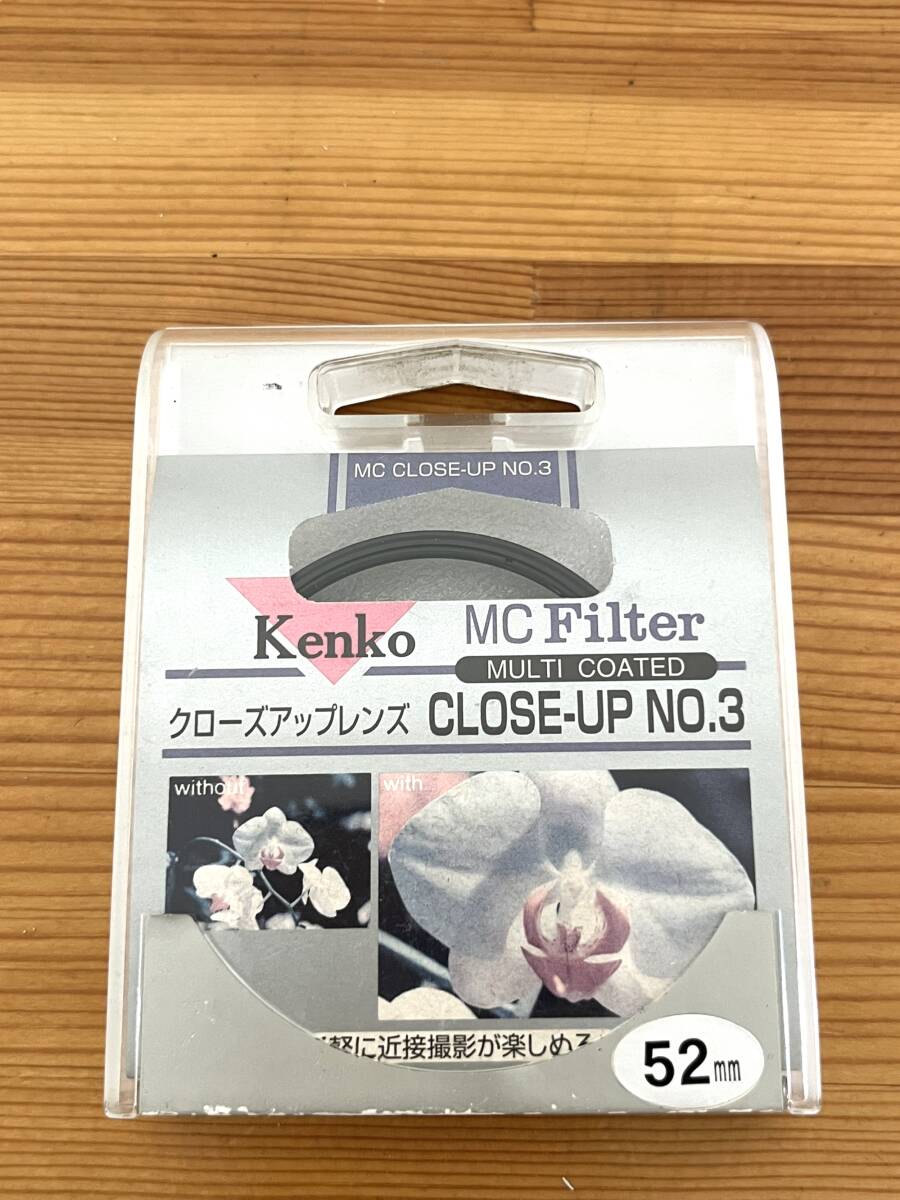 MC CLOSE-UP NO.3
Kenko MC Filter
MULTI COATED
クローズアップレンズ CLOSE-UP NO.3
without with
軽に近接撮影が楽しめる
52mm